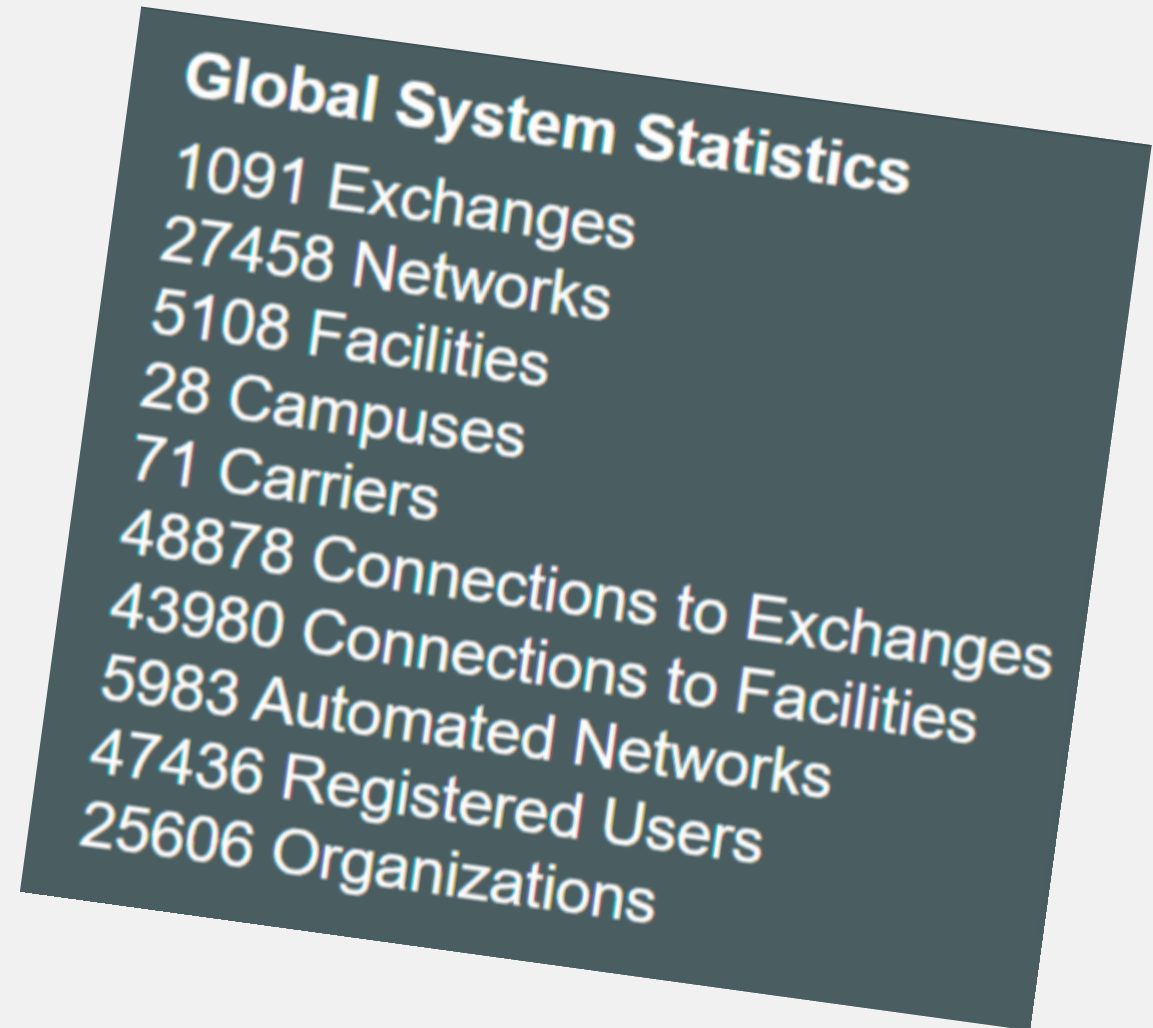 Global System Statistics
1091 Exchanges
27458 Networks
5108 Facilities
28 Campuses
71 Carriers
48878 Connections to Exchanges
43980 Connections to Facilities
5983 Automated Networks
47436 Registered Users
25606 Organizations